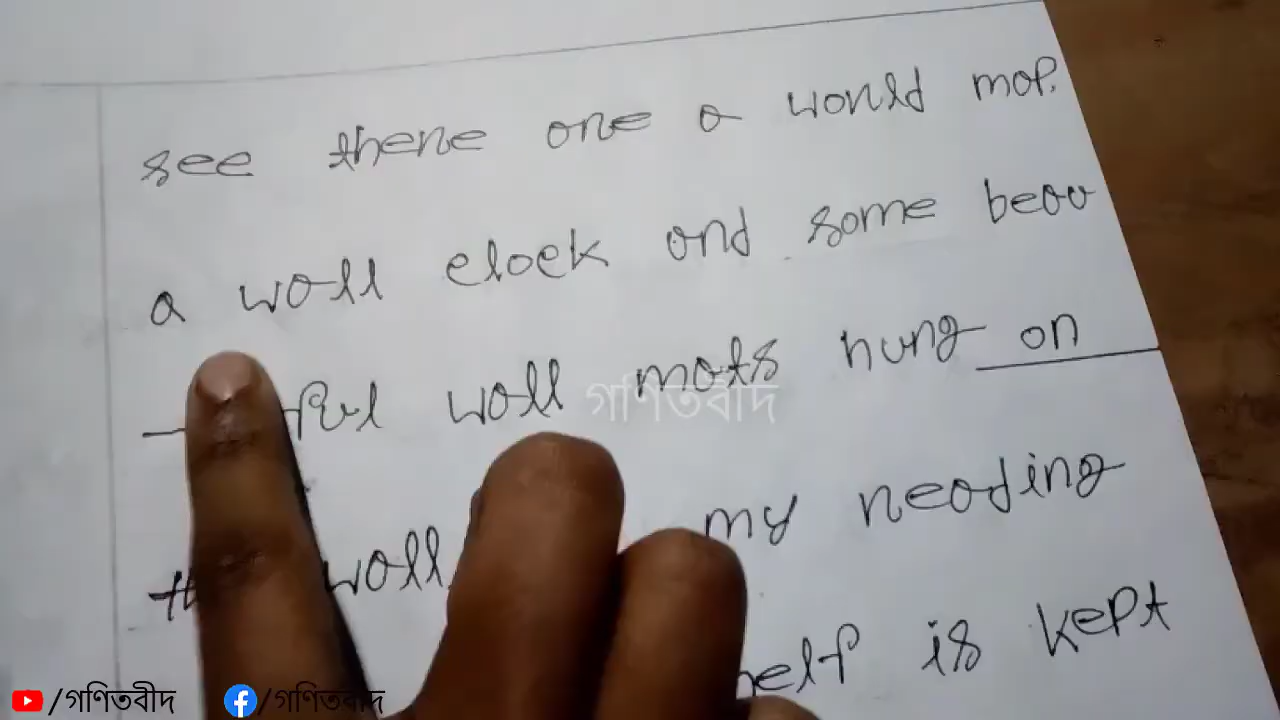 see there are a world map.
a wall clock and some beau
wall mats hung on
wall my reading
is kept
গণিতবীদ
/গণিতবীদ /গণিতবীদ